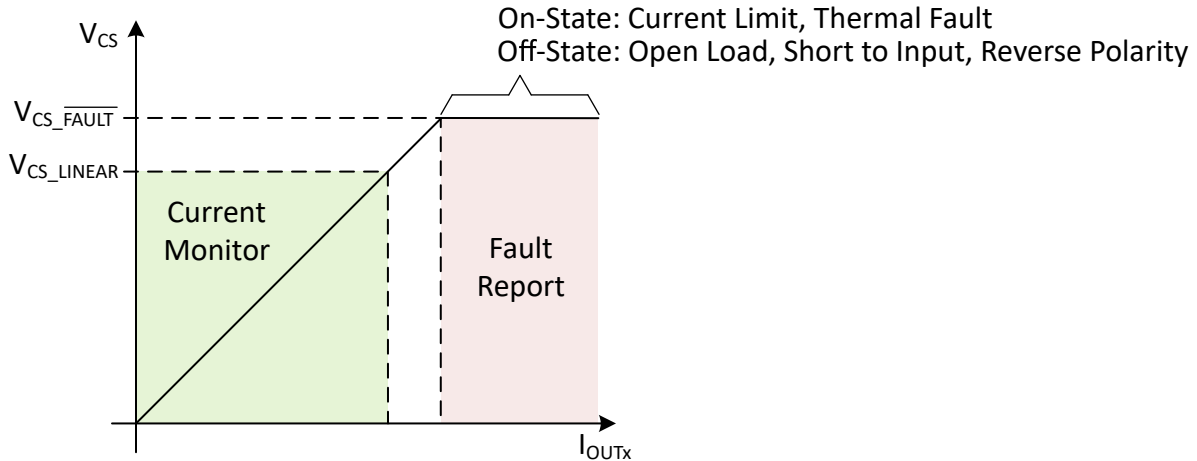 On-State: Current Limit, Thermal Fault
Off-State: Open Load, Short to Input, Reverse Polarity
VCS
VCS_FAULT
VCS_LINEAR
Current
Monitor
Fault
Report
IOUTx